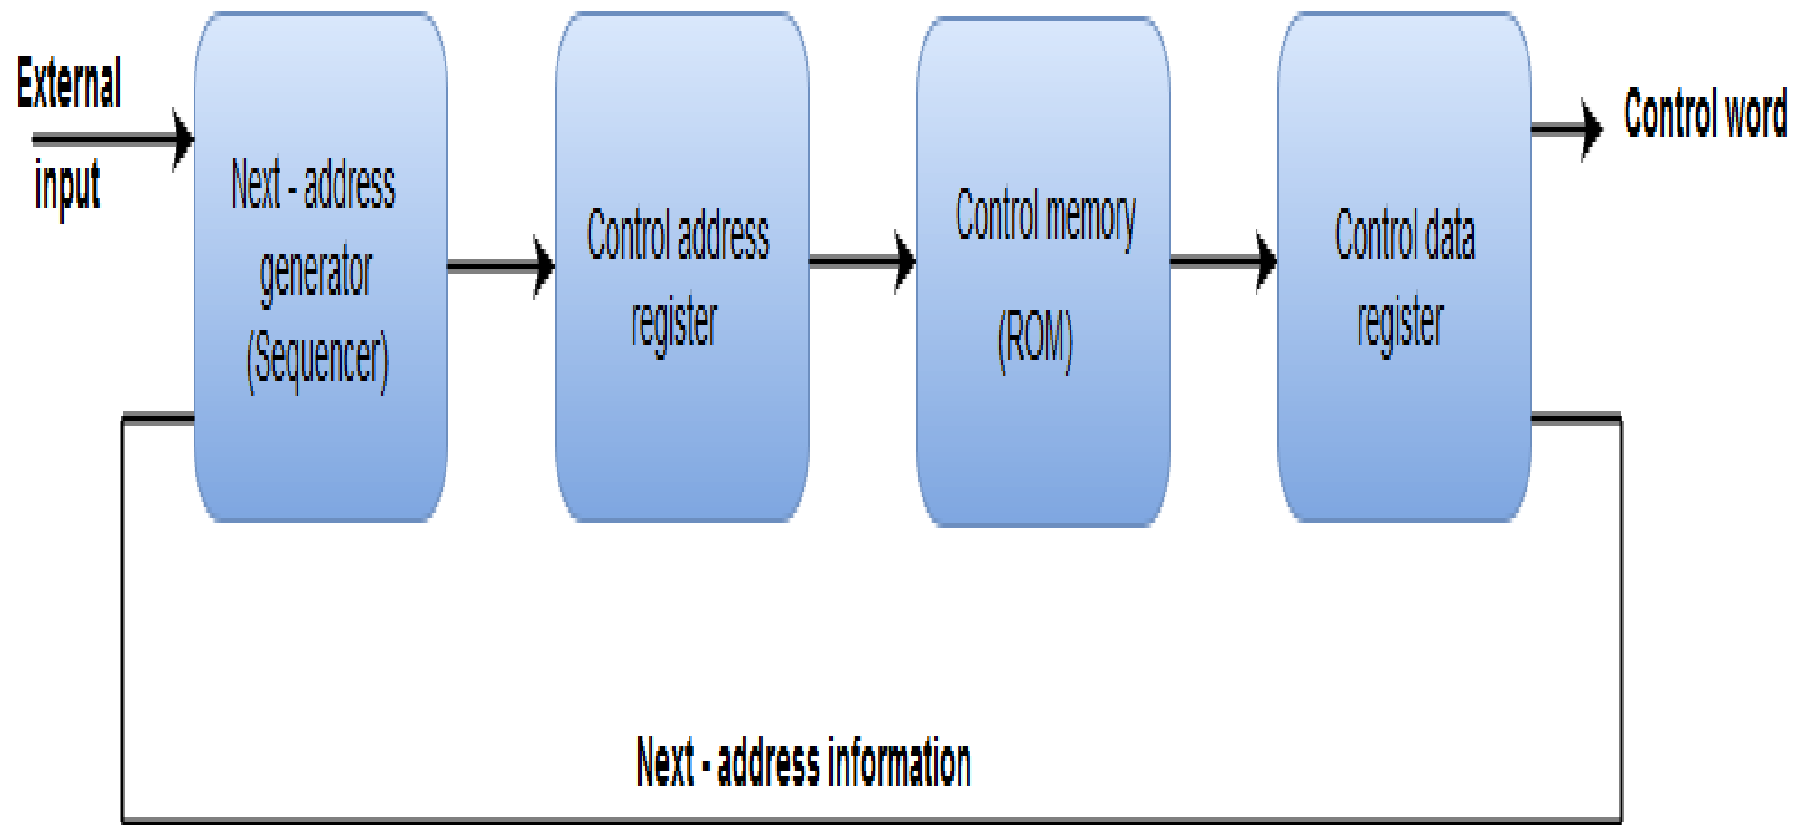 External
input
Next - address
generator
(Sequencer)
Control address
register
Control memory
(ROM)
Control data
register
Control word
Next - address information